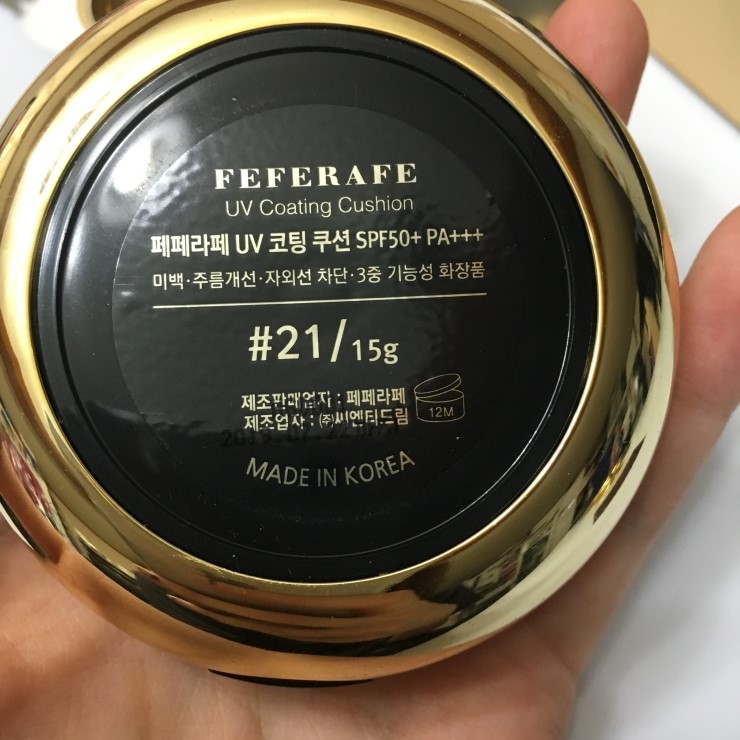 FEFERAFE
UV Coating Cushion
페페라페 UV 코팅 쿠션 SPF50+ PA+++
미백·주름개선·자외선 차단·3중 기능성 화장품
#21/15g
제조판매업자 : 페페라페
제조업자 : ㈜씨엔티드림
12M
MADE IN KOREA